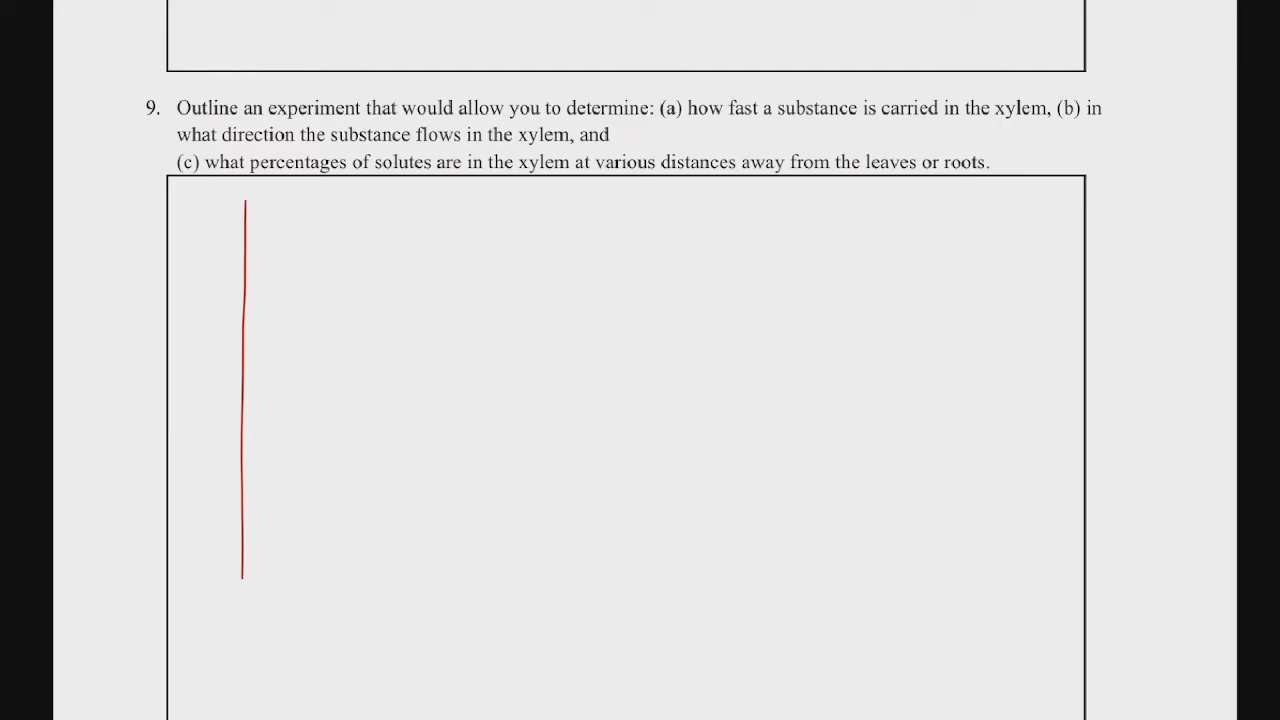 9. Outline an experiment that would allow you to determine: (a) how fast a substance is carried in the xylem, (b) in
what direction the substance flows in the xylem, and
(c) what percentages of solutes are in the xylem at various distances away from the leaves or roots.